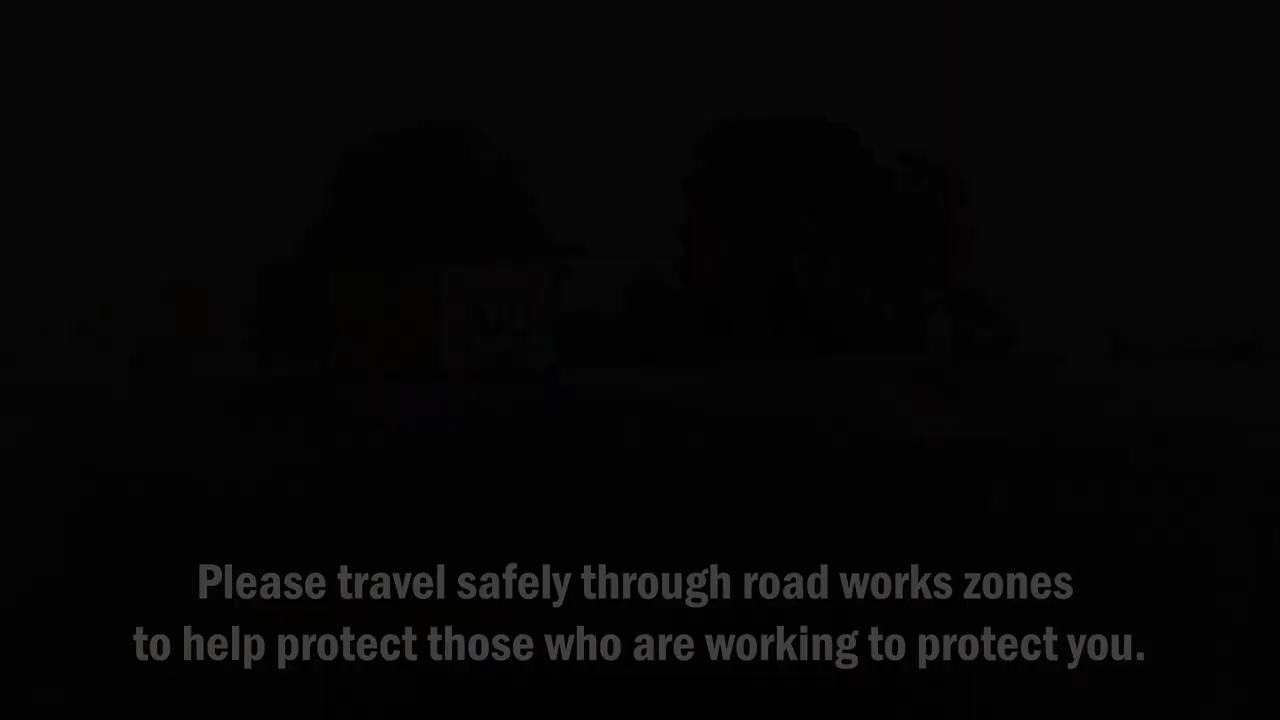 Please travel safely through road works zones
to help protect those who are working to protect you.